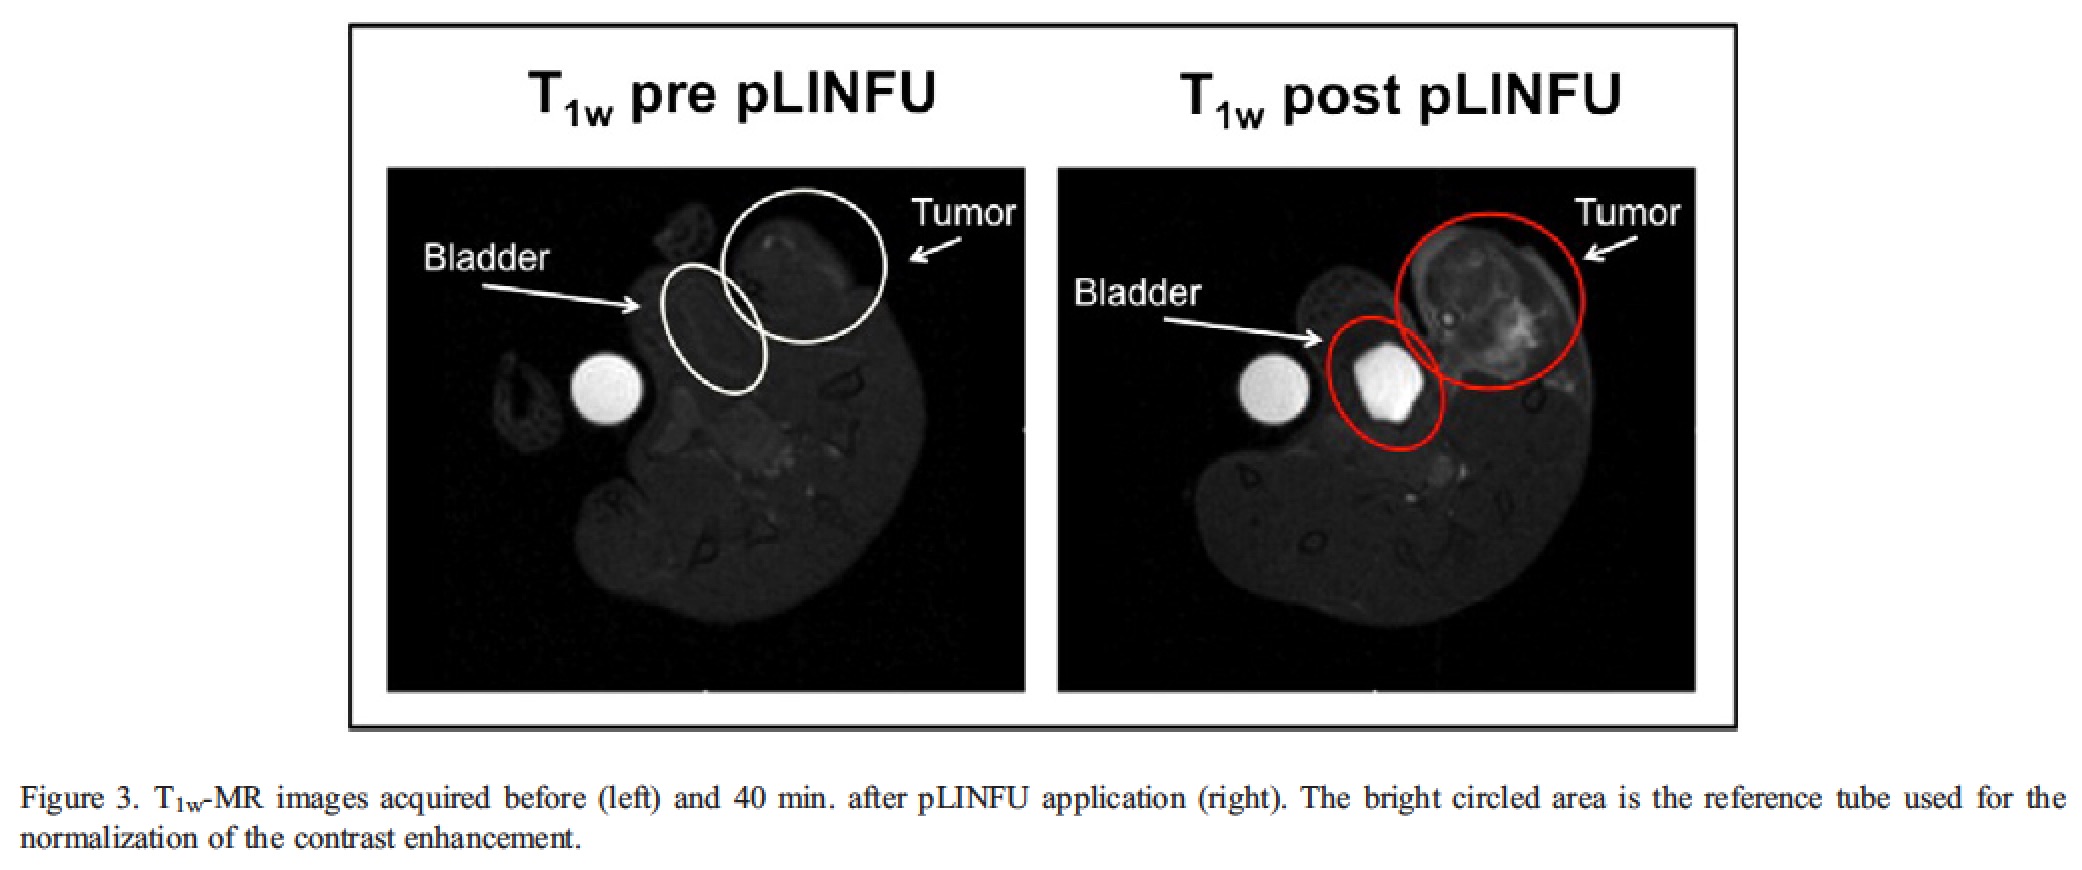 T1w pre pLINFU
T1w post pLINFU
Bladder
Tumor
Bladder
Tumor
Figure 3. T1w-MR images acquired before (left) and 40 min. after pLINFU application (right). The bright circled area is the reference tube used for the
normalization of the contrast enhancement.